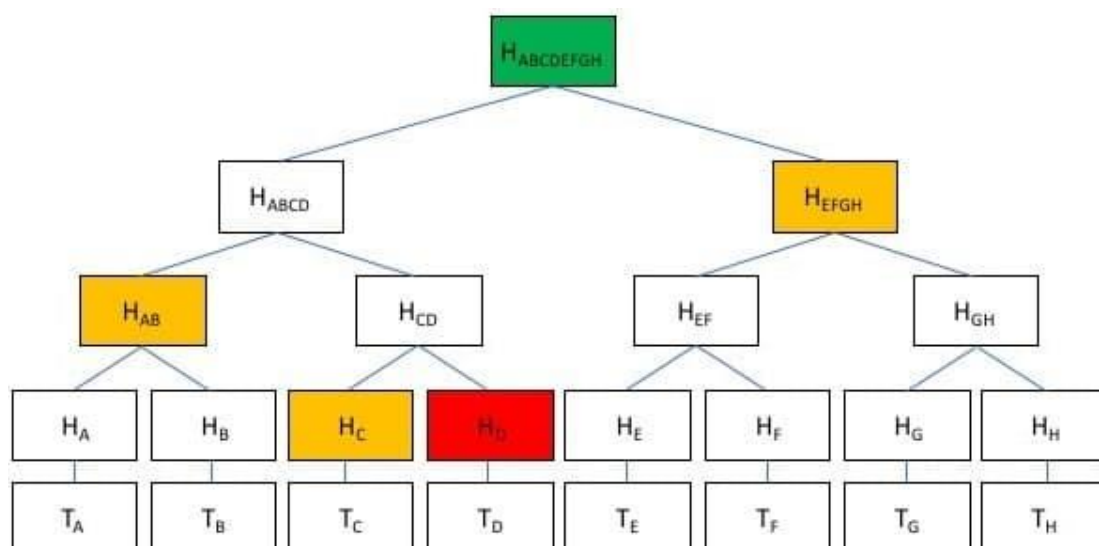 H_ABCDEFGH
H_ABCD H_EFGH
H_AB H_CD H_EF H_GH
H_A H_B H_C H_D H_E H_F H_G H_H
T_A T_B T_C T_D T_E T_F T_G T_H